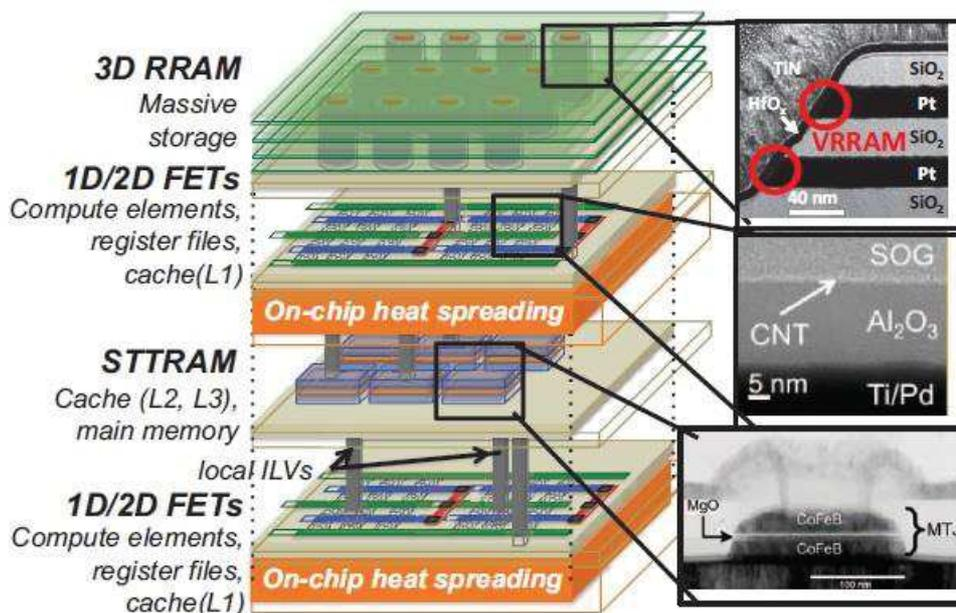 3D RRAM
Massive
storage
1D/2D FETs
Compute elements,
register files,
cache(L1)
On-chip heat spreading
STTRAM
Cache (L2, L3),
main memory
local ILVs
1D/2D FETs
Compute elements,
register files,
cache(L1)
On-chip heat spreading
TiN
HfOₓ
SiO₂
Pt
VRRAM
SiO₂
Pt
SiO₂
40 nm
SOG
CNT
Al₂O₃
5 nm
Ti/Pd
MgO
CoFeB
CoFeB
MTJ
100 nm